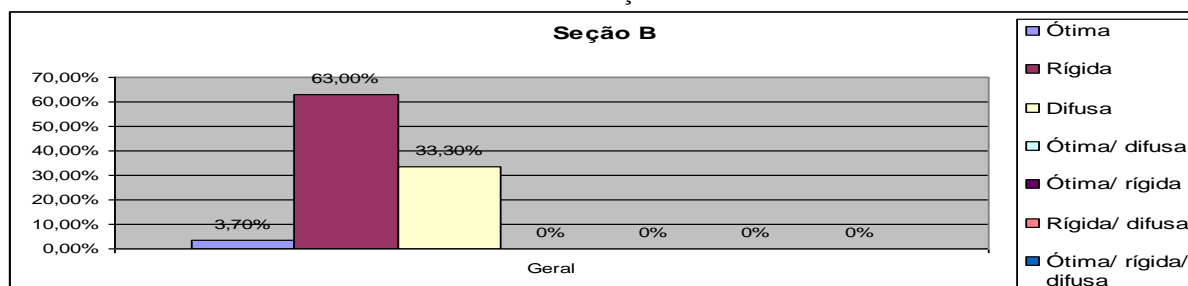 Seção B
70,00%
60,00%
50,00%
40,00%
30,00%
20,00%
10,00%
0,00%
3,70%
63,00%
33,30%
0%
0%
0%
0%
Geral
Ótima
Rígida
Difusa
Ótima/ difusa
Ótima/ rígida
Rígida/ difusa
Ótima/ rígida/
difusa